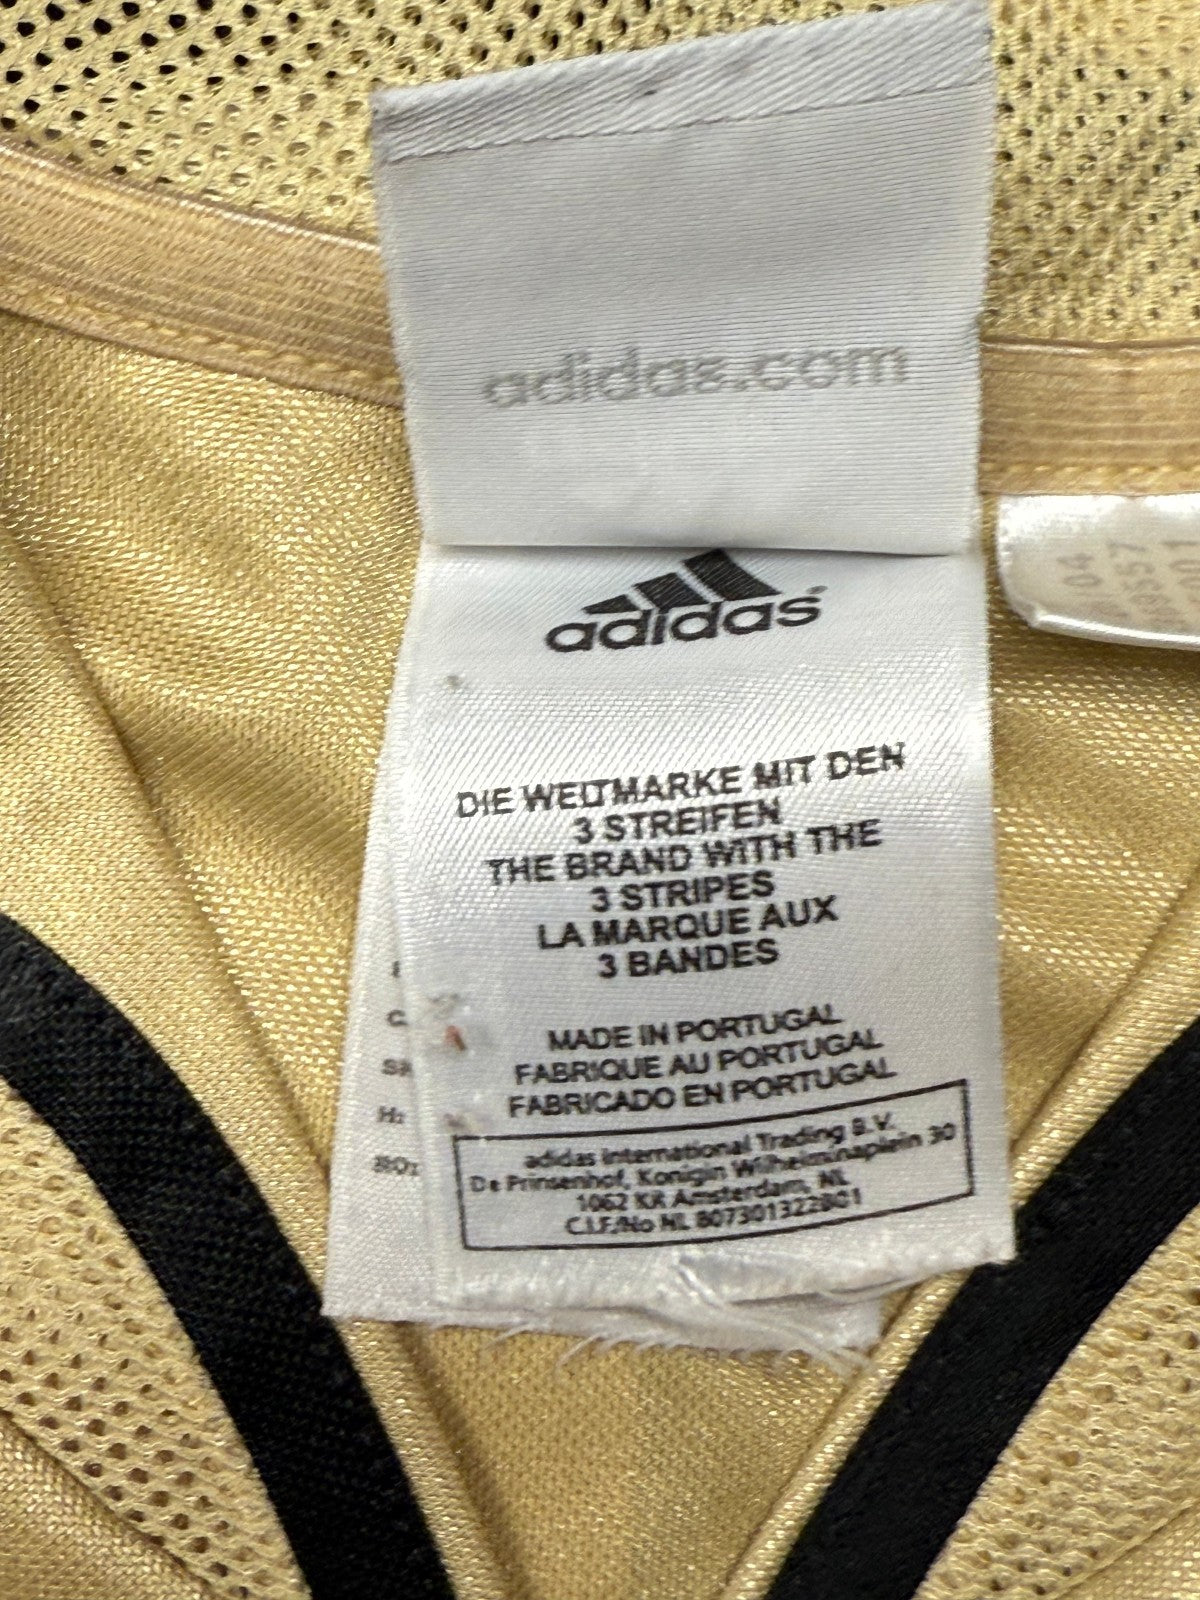 adidas.com
adidas
DIE WELTMARKE MIT DEN
3 STREIFEN
THE BRAND WITH THE
3 STRIPES
LA MARQUE AUX
3 BANDES
MADE IN PORTUGAL
FABRIQUE AU PORTUGAL
FABRICADO EN PORTUGAL
adidas International Trading B.V.
De Prinsenhof, Konigin Wilhelminaplein 30
1062 KR Amsterdam, NL
C.I.F./No NL 807301322B01
H:
RO:
04